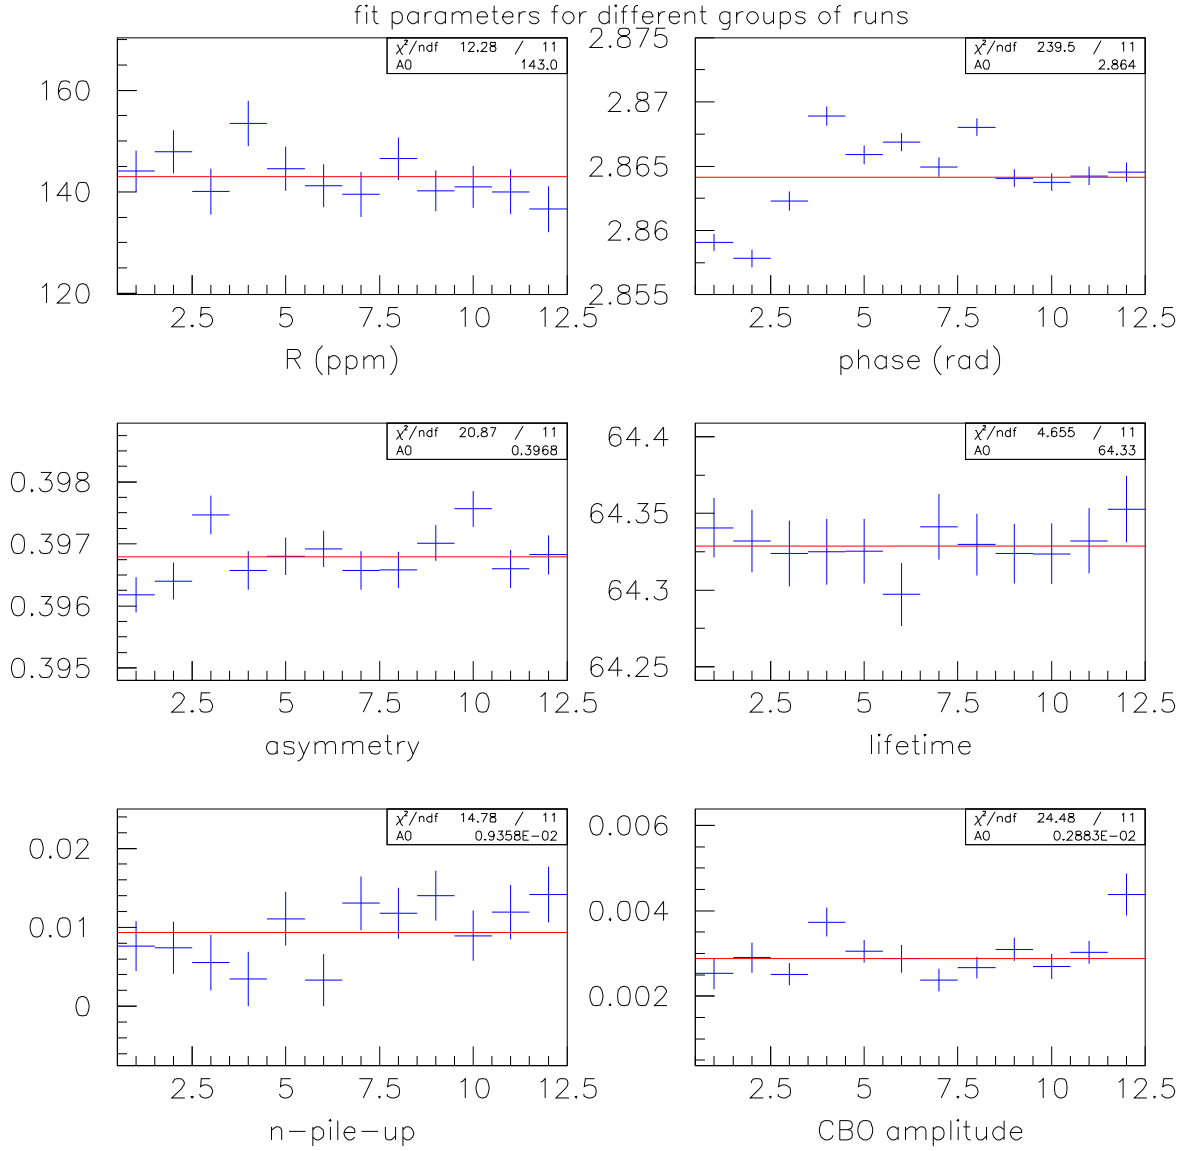 fit parameters for different groups of runs
χ²/ndf 12.28 / 11
A0 143.0
160
140
120
2.5 5 7.5 10 12.5
R (ppm)
χ²/ndf 239.5 / 11
A0 2.864
2.875
2.87
2.865
2.86
2.855
2.5 5 7.5 10 12.5
phase (rad)
χ²/ndf 20.87 / 11
A0 0.3968
0.398
0.397
0.396
0.395
2.5 5 7.5 10 12.5
asymmetry
χ²/ndf 4.655 / 11
A0 64.33
64.4
64.35
64.3
64.25
2.5 5 7.5 10 12.5
lifetime
χ²/ndf 14.78 / 11
A0 0.9358E-02
0.02
0.01
0
2.5 5 7.5 10 12.5
n-pile-up
χ²/ndf 24.48 / 11
A0 0.2883E-02
0.006
0.004
0.002
2.5 5 7.5 10 12.5
CBO amplitude